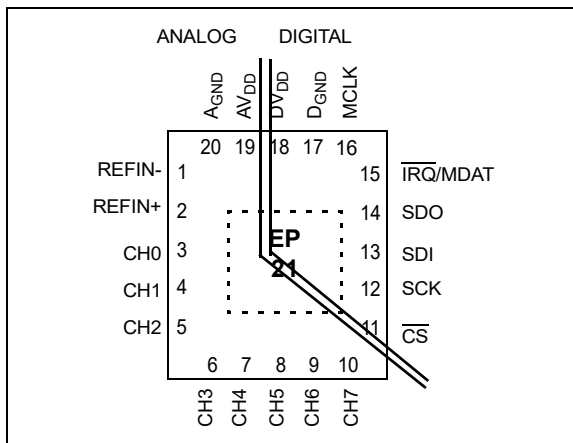 ANALOG DIGITAL
AGND
AVDD
DVDD
DGND
MCLK
20 19 18 17 16
REFIN- 1
REFIN+ 2
CH0 3
CH1 4
CH2 5
15 IRQ/MDAT
14 SDO
13 SDI
12 SCK
11 CS
EP
21
6 7 8 9 10
CH3
CH4
CH5
CH6
CH7